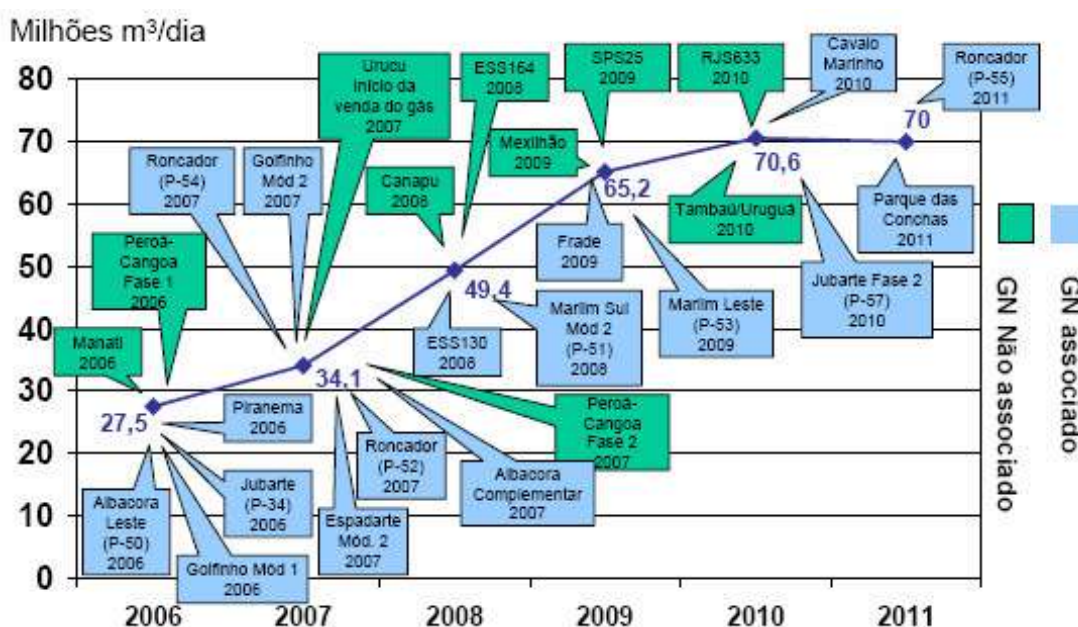 Milhões m³/dia
80
70
60
50
40
30
20
10
0
2006
2007
2008
2009
2010
2011
27,5
34,1
49,4
65,2
70,6
70
Manati
2006
Peroá-
Cangoa
Fase 1
2006
Piranema
2006
Jubarte
(P-34)
2006
Albacora
Leste
(P-50)
2006
Golfinho Mód 1
2006
Roncador
(P-54)
2007
Golfinho
Mód 2
2007
Urucu
início da
venda do gás
2007
Espadarte
Mód. 2
2007
Roncador
(P-52)
2007
Albacora
Complementar
2007
Peroá-
Cangoa
Fase 2
2007
Canapu
2008
ESS164
2008
ESS130
2008
Marlim Sul
Mód 2
(P-51)
2008
SPS25
2009
Mexilhão
2009
Frade
2009
Marlim Leste
(P-53)
2009
RJS633
2010
Cavalo
Marinho
2010
Tambaú/Uruguá
2010
Jubarte Fase 2
(P-57)
2010
Roncador
(P-55)
2011
Parque das
Conchas
2011
GN Não associado
GN associado